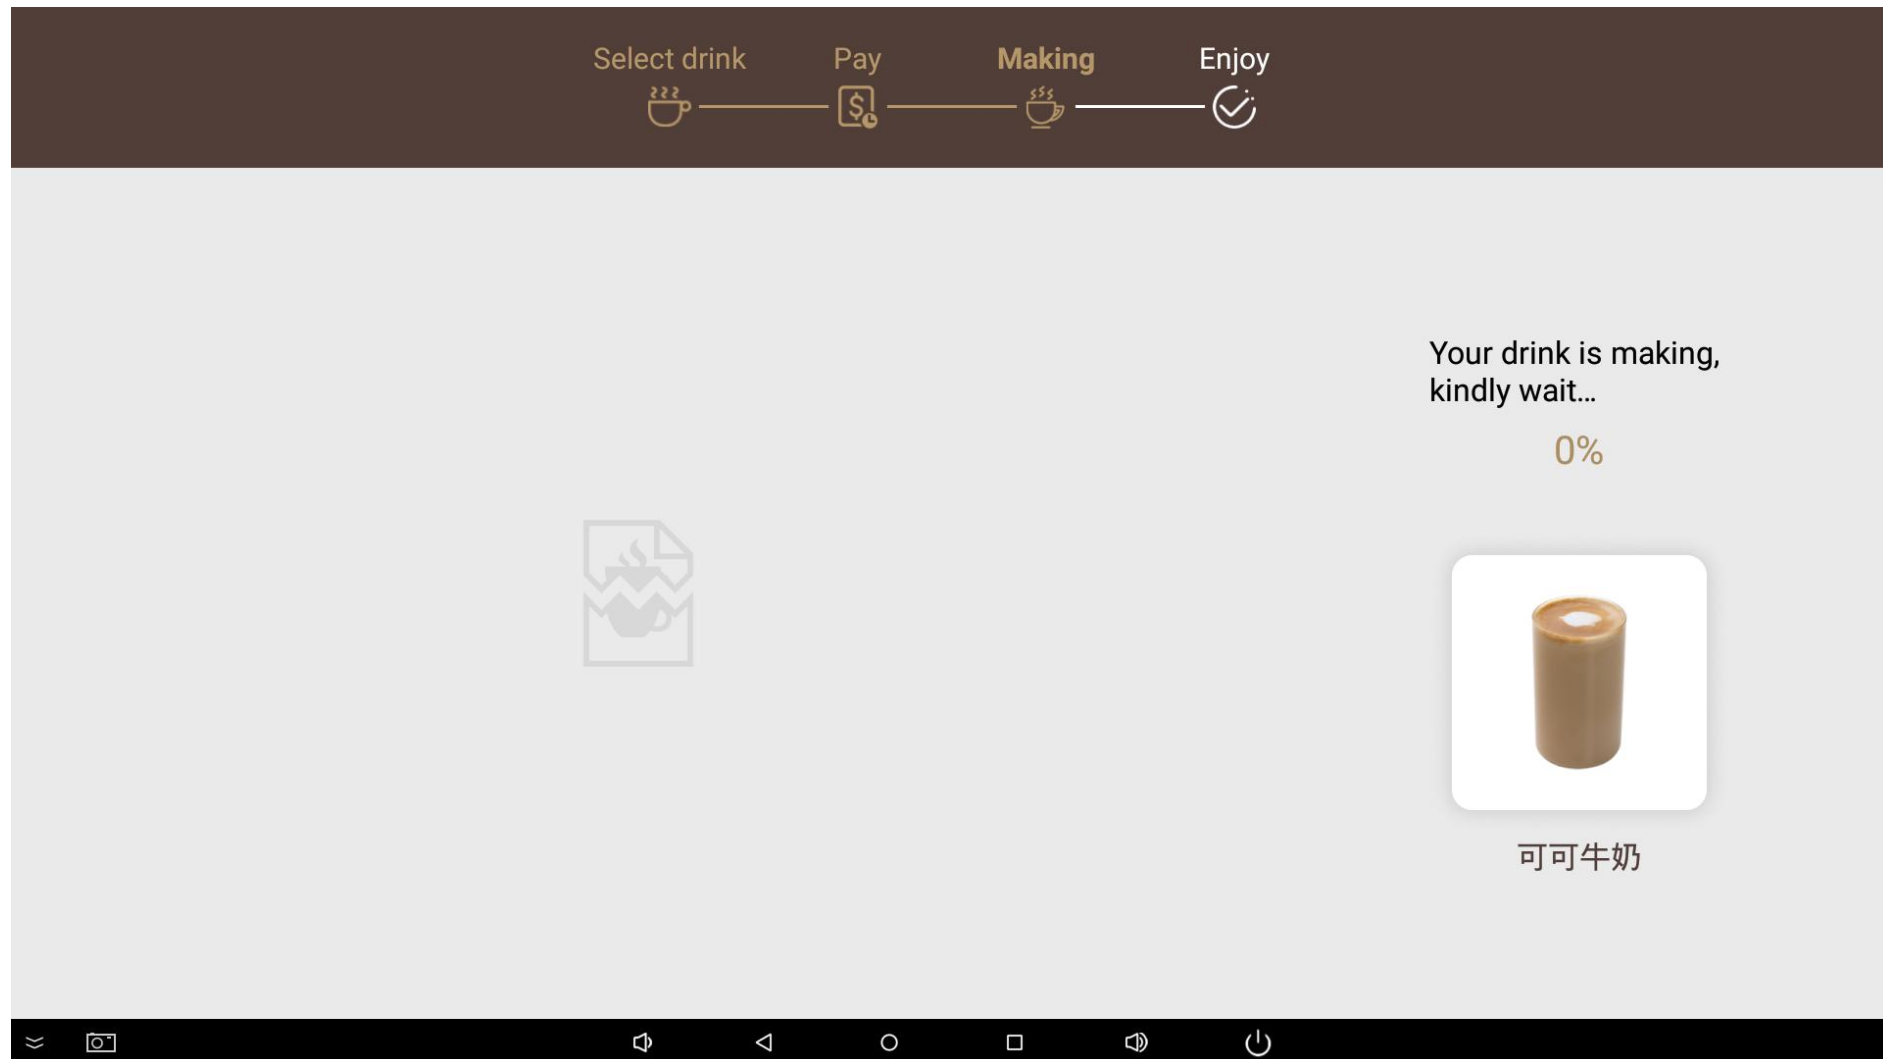 Select drink
Pay
Making
Enjoy
Your drink is making,
kindly wait...
0%
可可牛奶